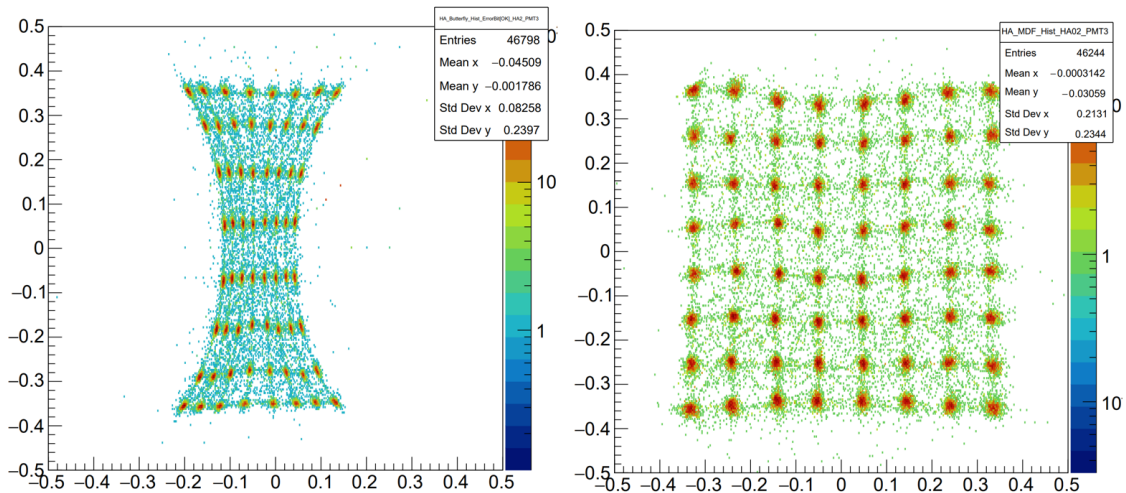 HA_Butterfly_Hist_ErrorBit[OK]_HA2_PMT3
Entries 46798
Mean x −0.04509
Mean y −0.001786
Std Dev x 0.08258
Std Dev y 0.2397
0.5
0.4
0.3
0.2
0.1
0
−0.1
−0.2
−0.3
−0.4
−0.5
−0.5 −0.4 −0.3 −0.2 −0.1 0 0.1 0.2 0.3 0.4 0.5
10
1
HA_MDF_Hist_HA02_PMT3
Entries 46244
Mean x −0.0003142
Mean y −0.03059
Std Dev x 0.2131
Std Dev y 0.2344
0.5
0.4
0.3
0.2
0.1
0
−0.1
−0.2
−0.3
−0.4
−0.5
−0.5 −0.4 −0.3 −0.2 −0.1 0 0.1 0.2 0.3 0.4 0.5
0
1
10